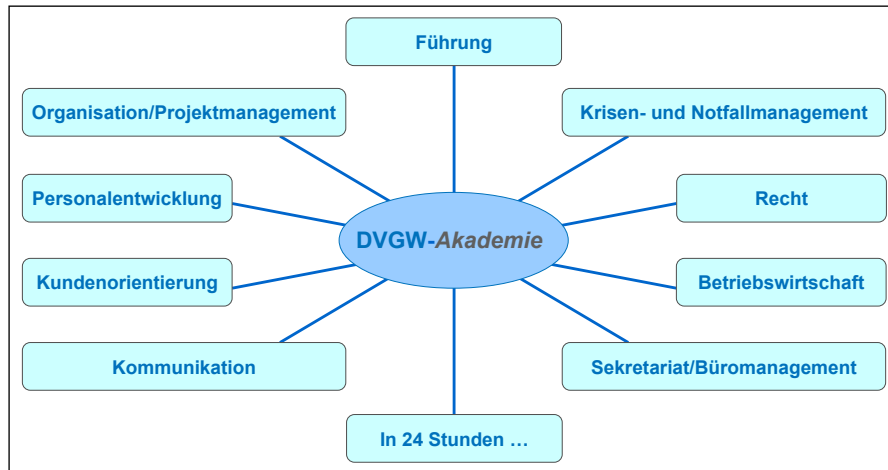 Führung
Organisation/Projektmanagement
Krisen- und Notfallmanagement
Personalentwicklung
Recht
DVGW-Akademie
Kundenorientierung
Betriebswirtschaft
Kommunikation
Sekretariat/Büromanagement
In 24 Stunden …